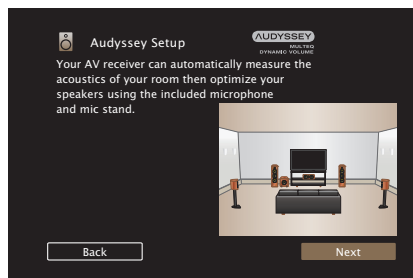 Audyssey Setup
AUDYSSEY
MULTEQ
DYNAMIC VOLUME
Your AV receiver can automatically measure the
acoustics of your room then optimize your
speakers using the included microphone
and mic stand.
Back
Next